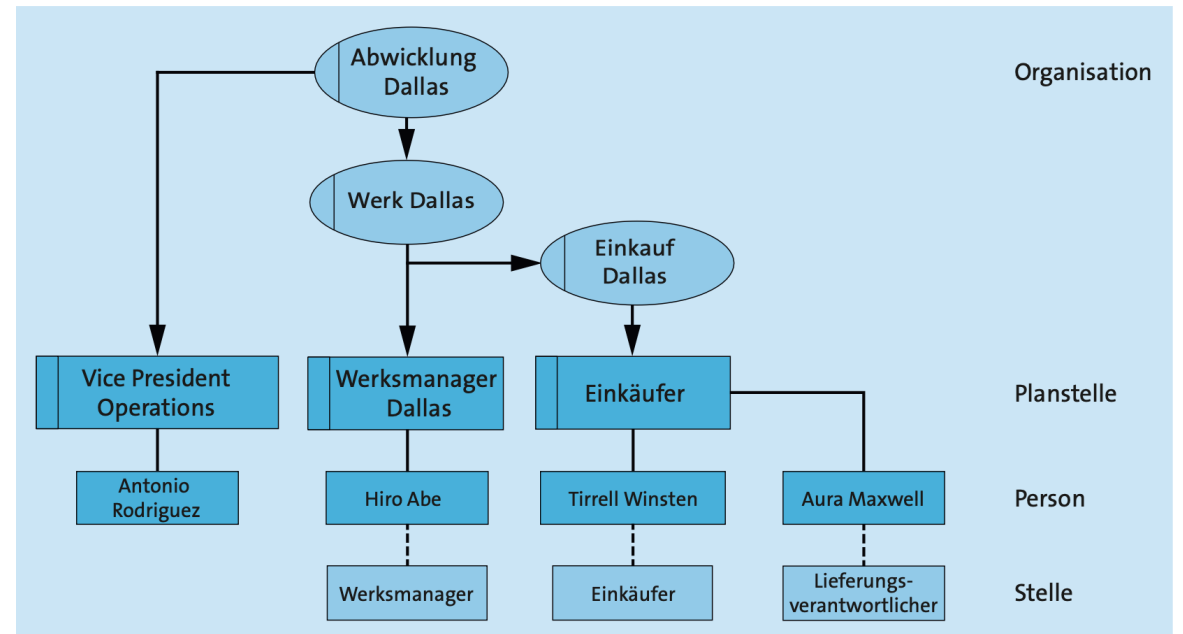 Abwicklung
Dallas
Organisation
Werk Dallas
Einkauf
Dallas
Vice President
Operations
Werksmanager
Dallas
Einkäufer
Planstelle
Antonio
Rodriguez
Hiro Abe
Tirrell Winsten
Aura Maxwell
Person
Werksmanager
Einkäufer
Lieferungs-
verantwortlicher
Stelle